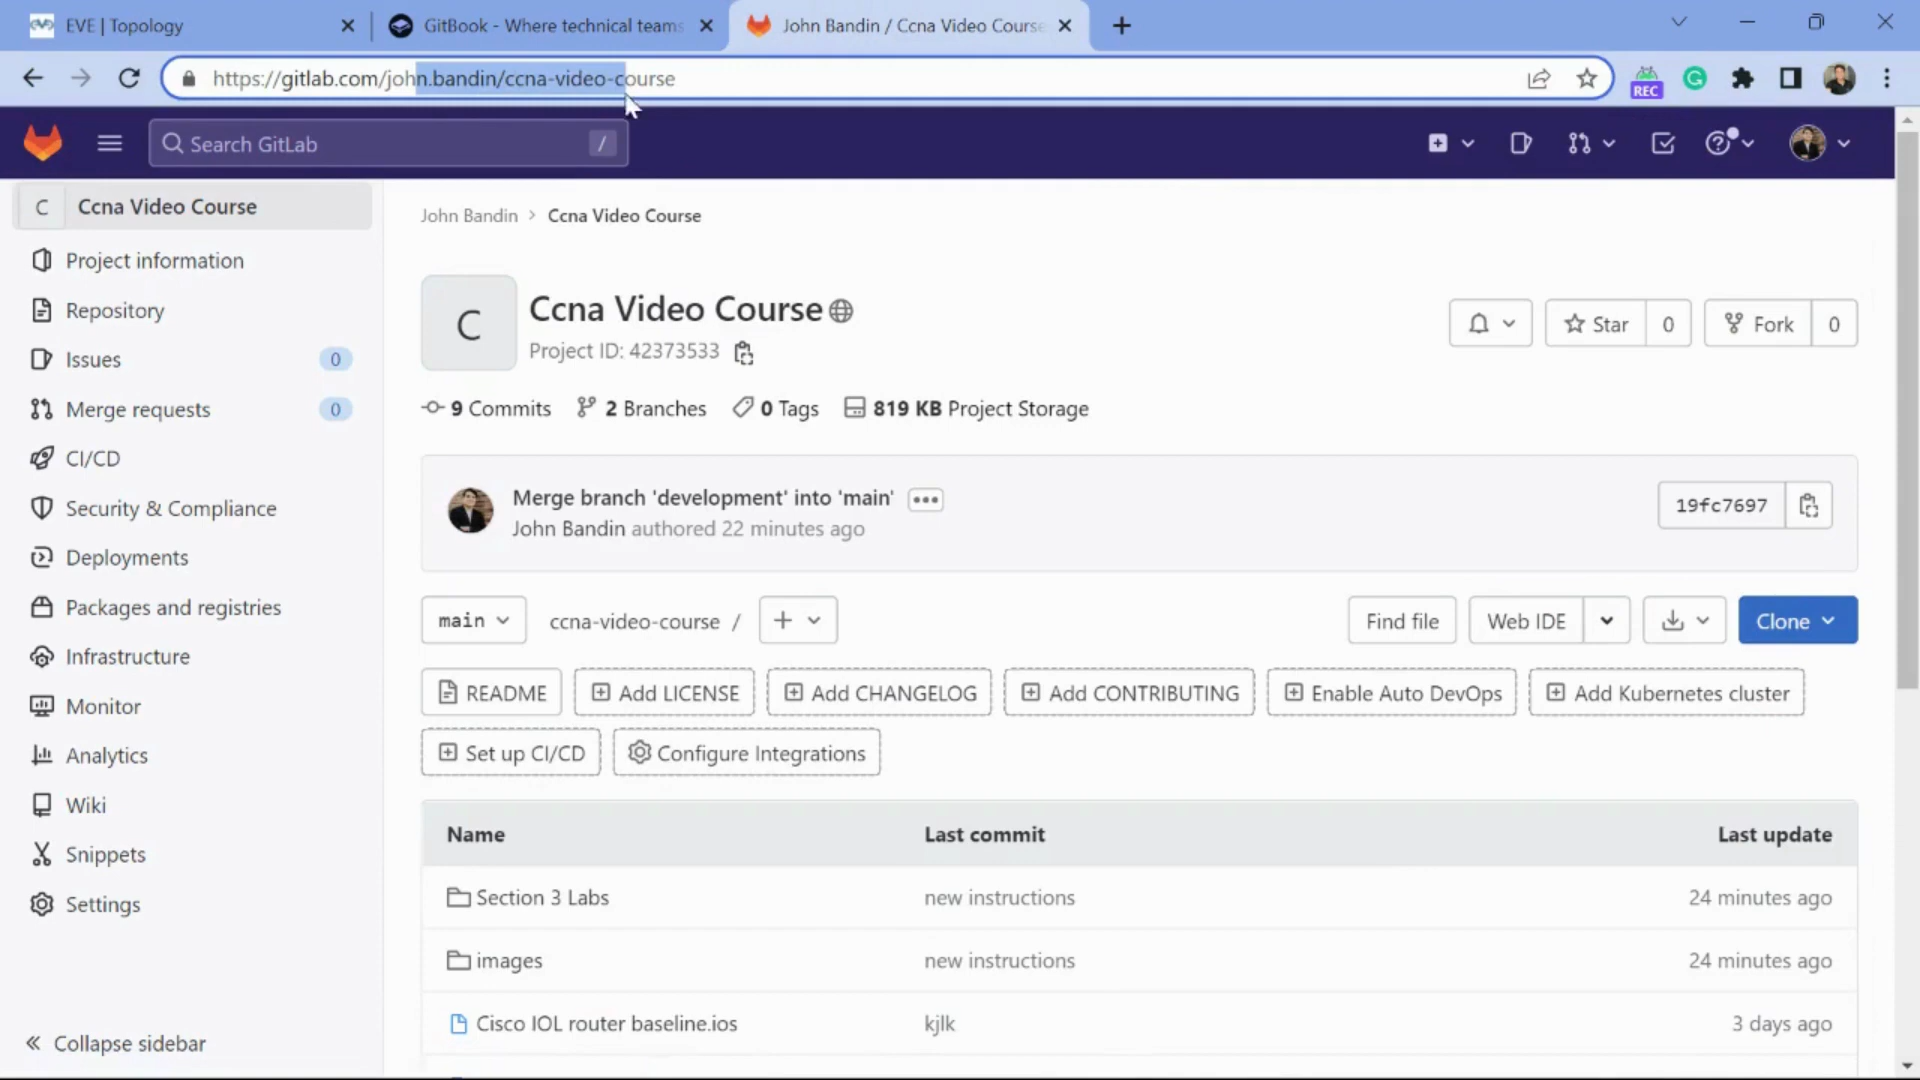 EVE | Topology
GitBook - Where technical teams
John Bandin / Ccna Video Course
https://gitlab.com/john.bandin/ccna-video-course
REC
Search GitLab
/
C
Ccna Video Course
Project information
Repository
Issues
0
Merge requests
0
CI/CD
Security & Compliance
Deployments
Packages and registries
Infrastructure
Monitor
Analytics
Wiki
Snippets
Settings
Collapse sidebar
John Bandin > Ccna Video Course
C
Ccna Video Course
Project ID: 42373533
Star
0
Fork
0
9 Commits
2 Branches
0 Tags
819 KB Project Storage
Merge branch 'development' into 'main'
John Bandin authored 22 minutes ago
19fc7697
main
ccna-video-course /
Find file
Web IDE
Clone
README
Add LICENSE
Add CHANGELOG
Add CONTRIBUTING
Enable Auto DevOps
Add Kubernetes cluster
Set up CI/CD
Configure Integrations
Name
Last commit
Last update
Section 3 Labs
new instructions
24 minutes ago
images
new instructions
24 minutes ago
Cisco IOL router baseline.ios
kjlk
3 days ago